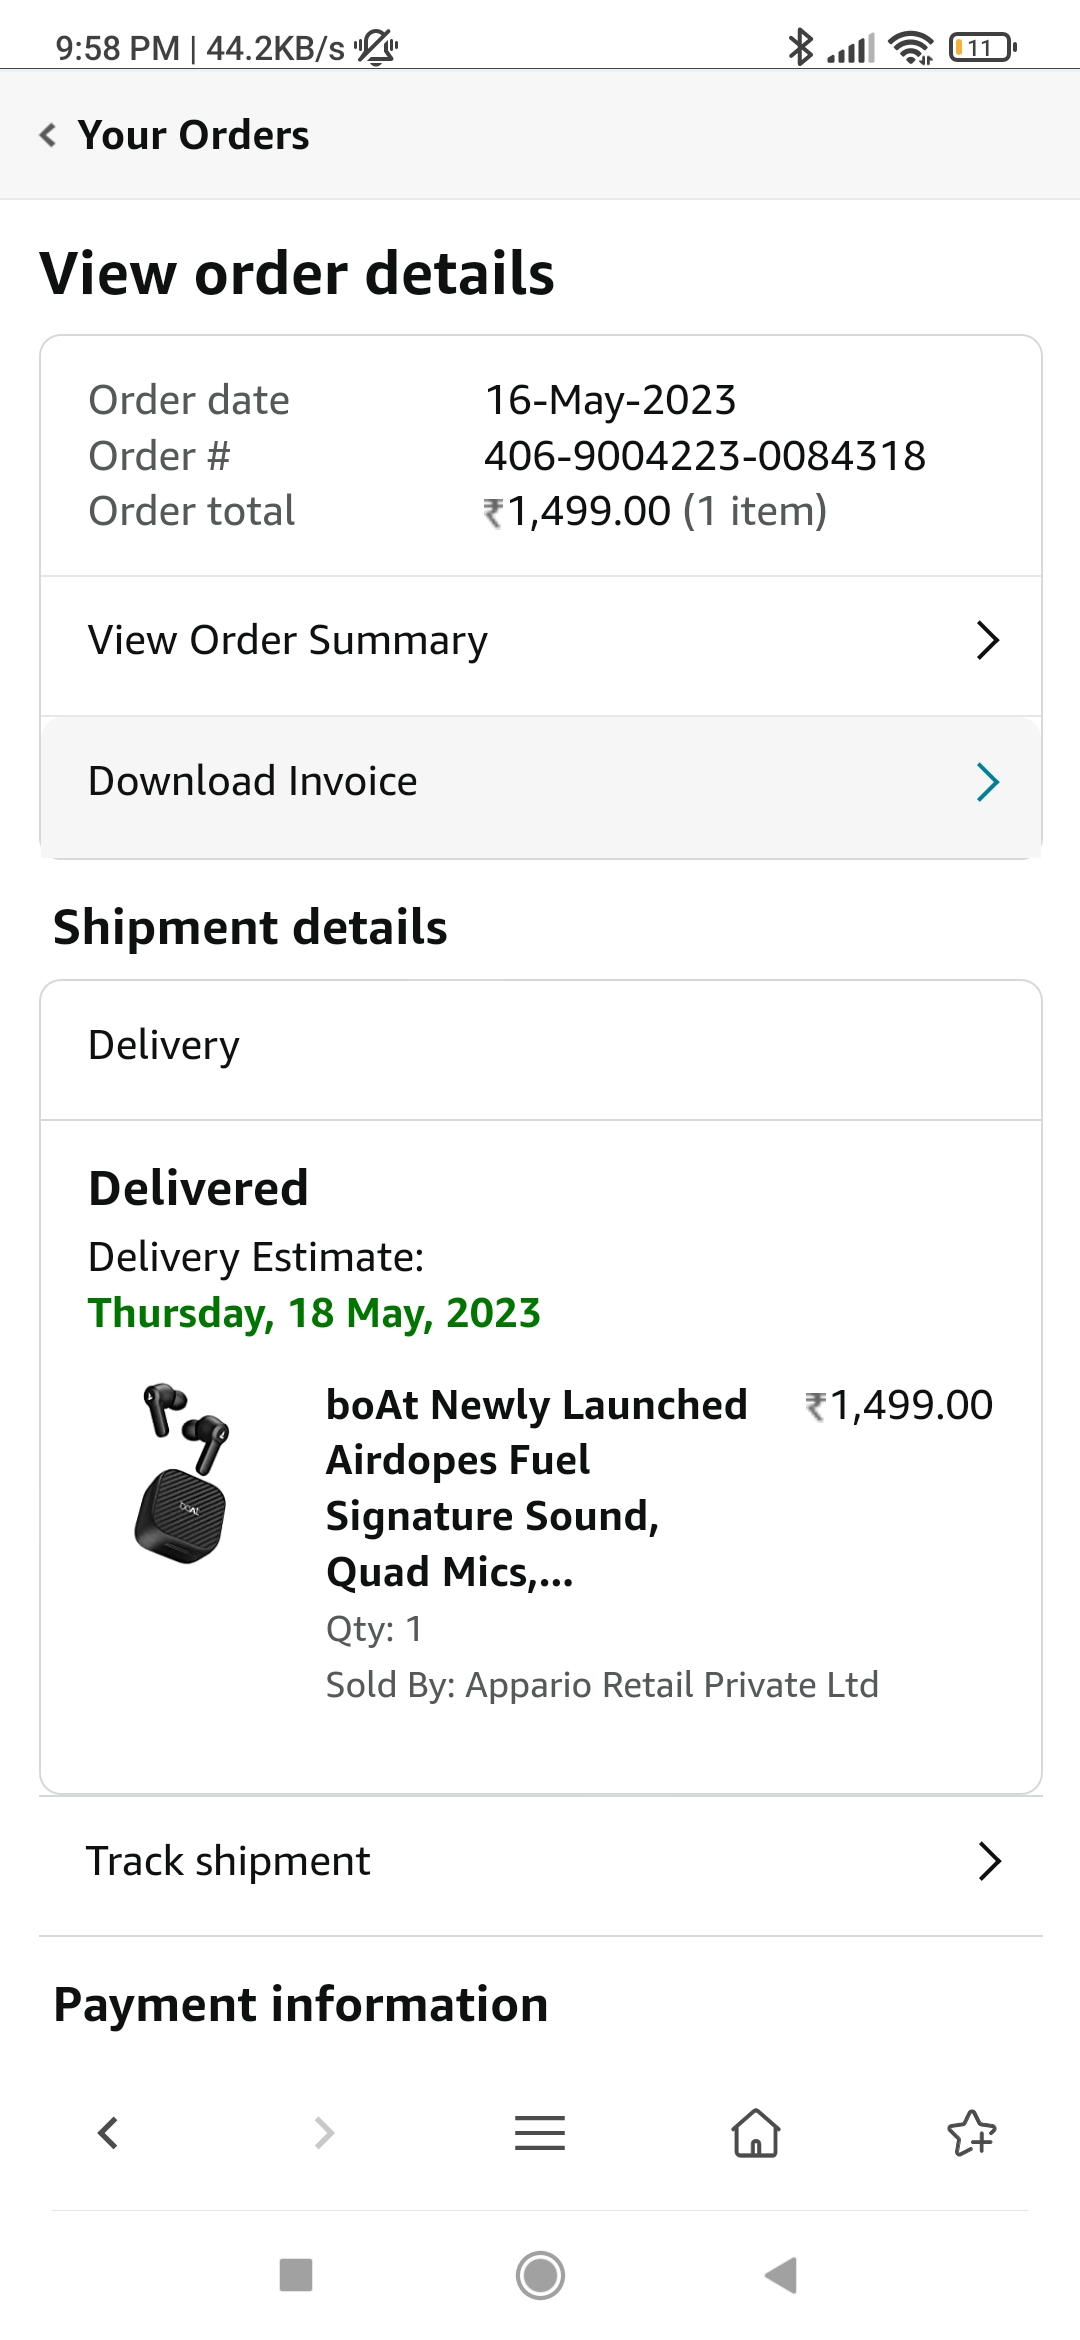 9:58 PM | 44.2KB/s
11
Your Orders
View order details
Order date 16-May-2023
Order # 406-9004223-0084318
Order total ₹1,499.00 (1 item)
View Order Summary
Download Invoice
Shipment details
Delivery
Delivered
Delivery Estimate:
Thursday, 18 May, 2023
boAt Newly Launched ₹1,499.00
Airdopes Fuel
Signature Sound,
Quad Mics,...
Qty: 1
Sold By: Appario Retail Private Ltd
boAt
Track shipment
Payment information